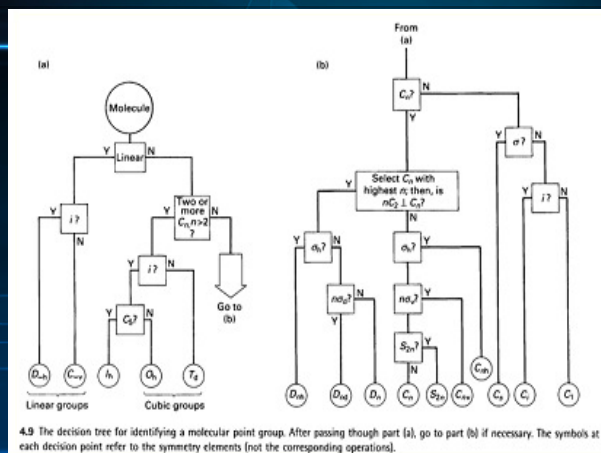 (a)
Molecule
Y Linear N
Y i? N
Two or
more
Cn, n>2
?
Y N
Y i? N
Go to
(b)
Y C5? N
D∞h C∞v Ih Oh Td
Linear groups Cubic groups
From
(a)
(b)
Cn? N
Y
Y σ? N
Select Cn with
highest n; then, is
nC2 ⊥ Cn?
Y
N
Y i? N
Y σh? N
σh? Y
N
nσd? N
Y
nσv? Y
N
S2n? Y
N
Dnh Dnd Dn Cn S2n Cnv Cnh Cs Ci C1
4.9 The decision tree for identifying a molecular point group. After passing though part (a), go to part (b) if necessary. The symbols at
each decision point refer to the symmetry elements (not the corresponding operations).